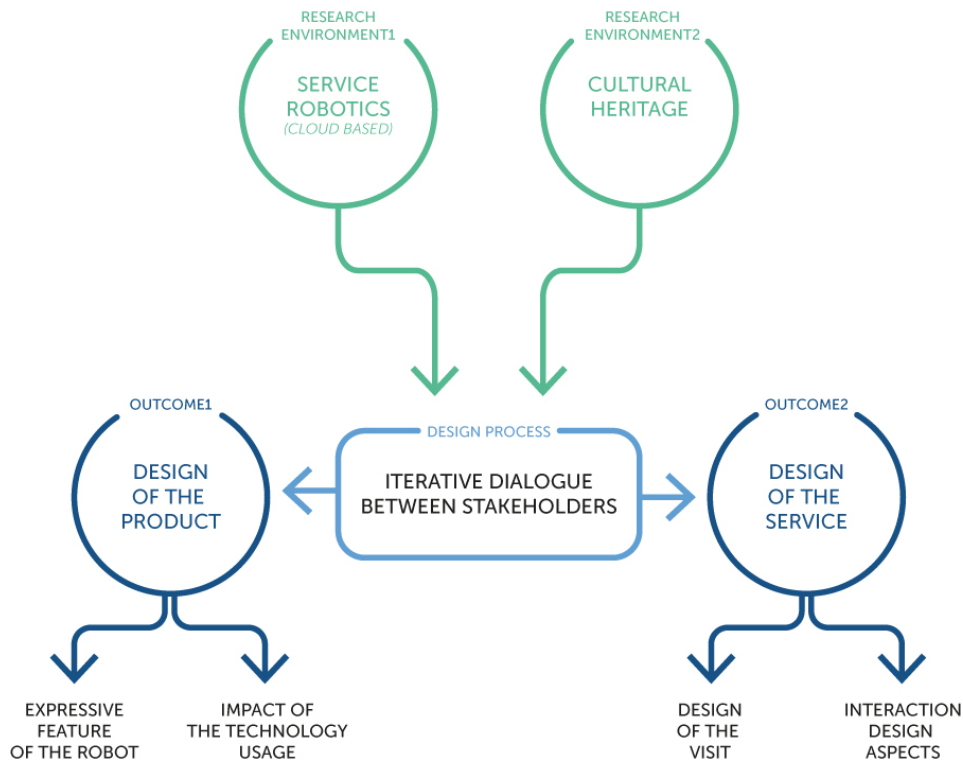 RESEARCH
ENVIRONMENT1
SERVICE
ROBOTICS
(CLOUD BASED)
RESEARCH
ENVIRONMENT2
CULTURAL
HERITAGE
OUTCOME1
DESIGN
OF THE
PRODUCT
DESIGN PROCESS
ITERATIVE DIALOGUE
BETWEEN STAKEHOLDERS
OUTCOME2
DESIGN
OF THE
SERVICE
EXPRESSIVE
FEATURE
OF THE ROBOT
IMPACT OF
THE TECHNOLOGY
USAGE
DESIGN
OF THE
VISIT
INTERACTION
DESIGN
ASPECTS